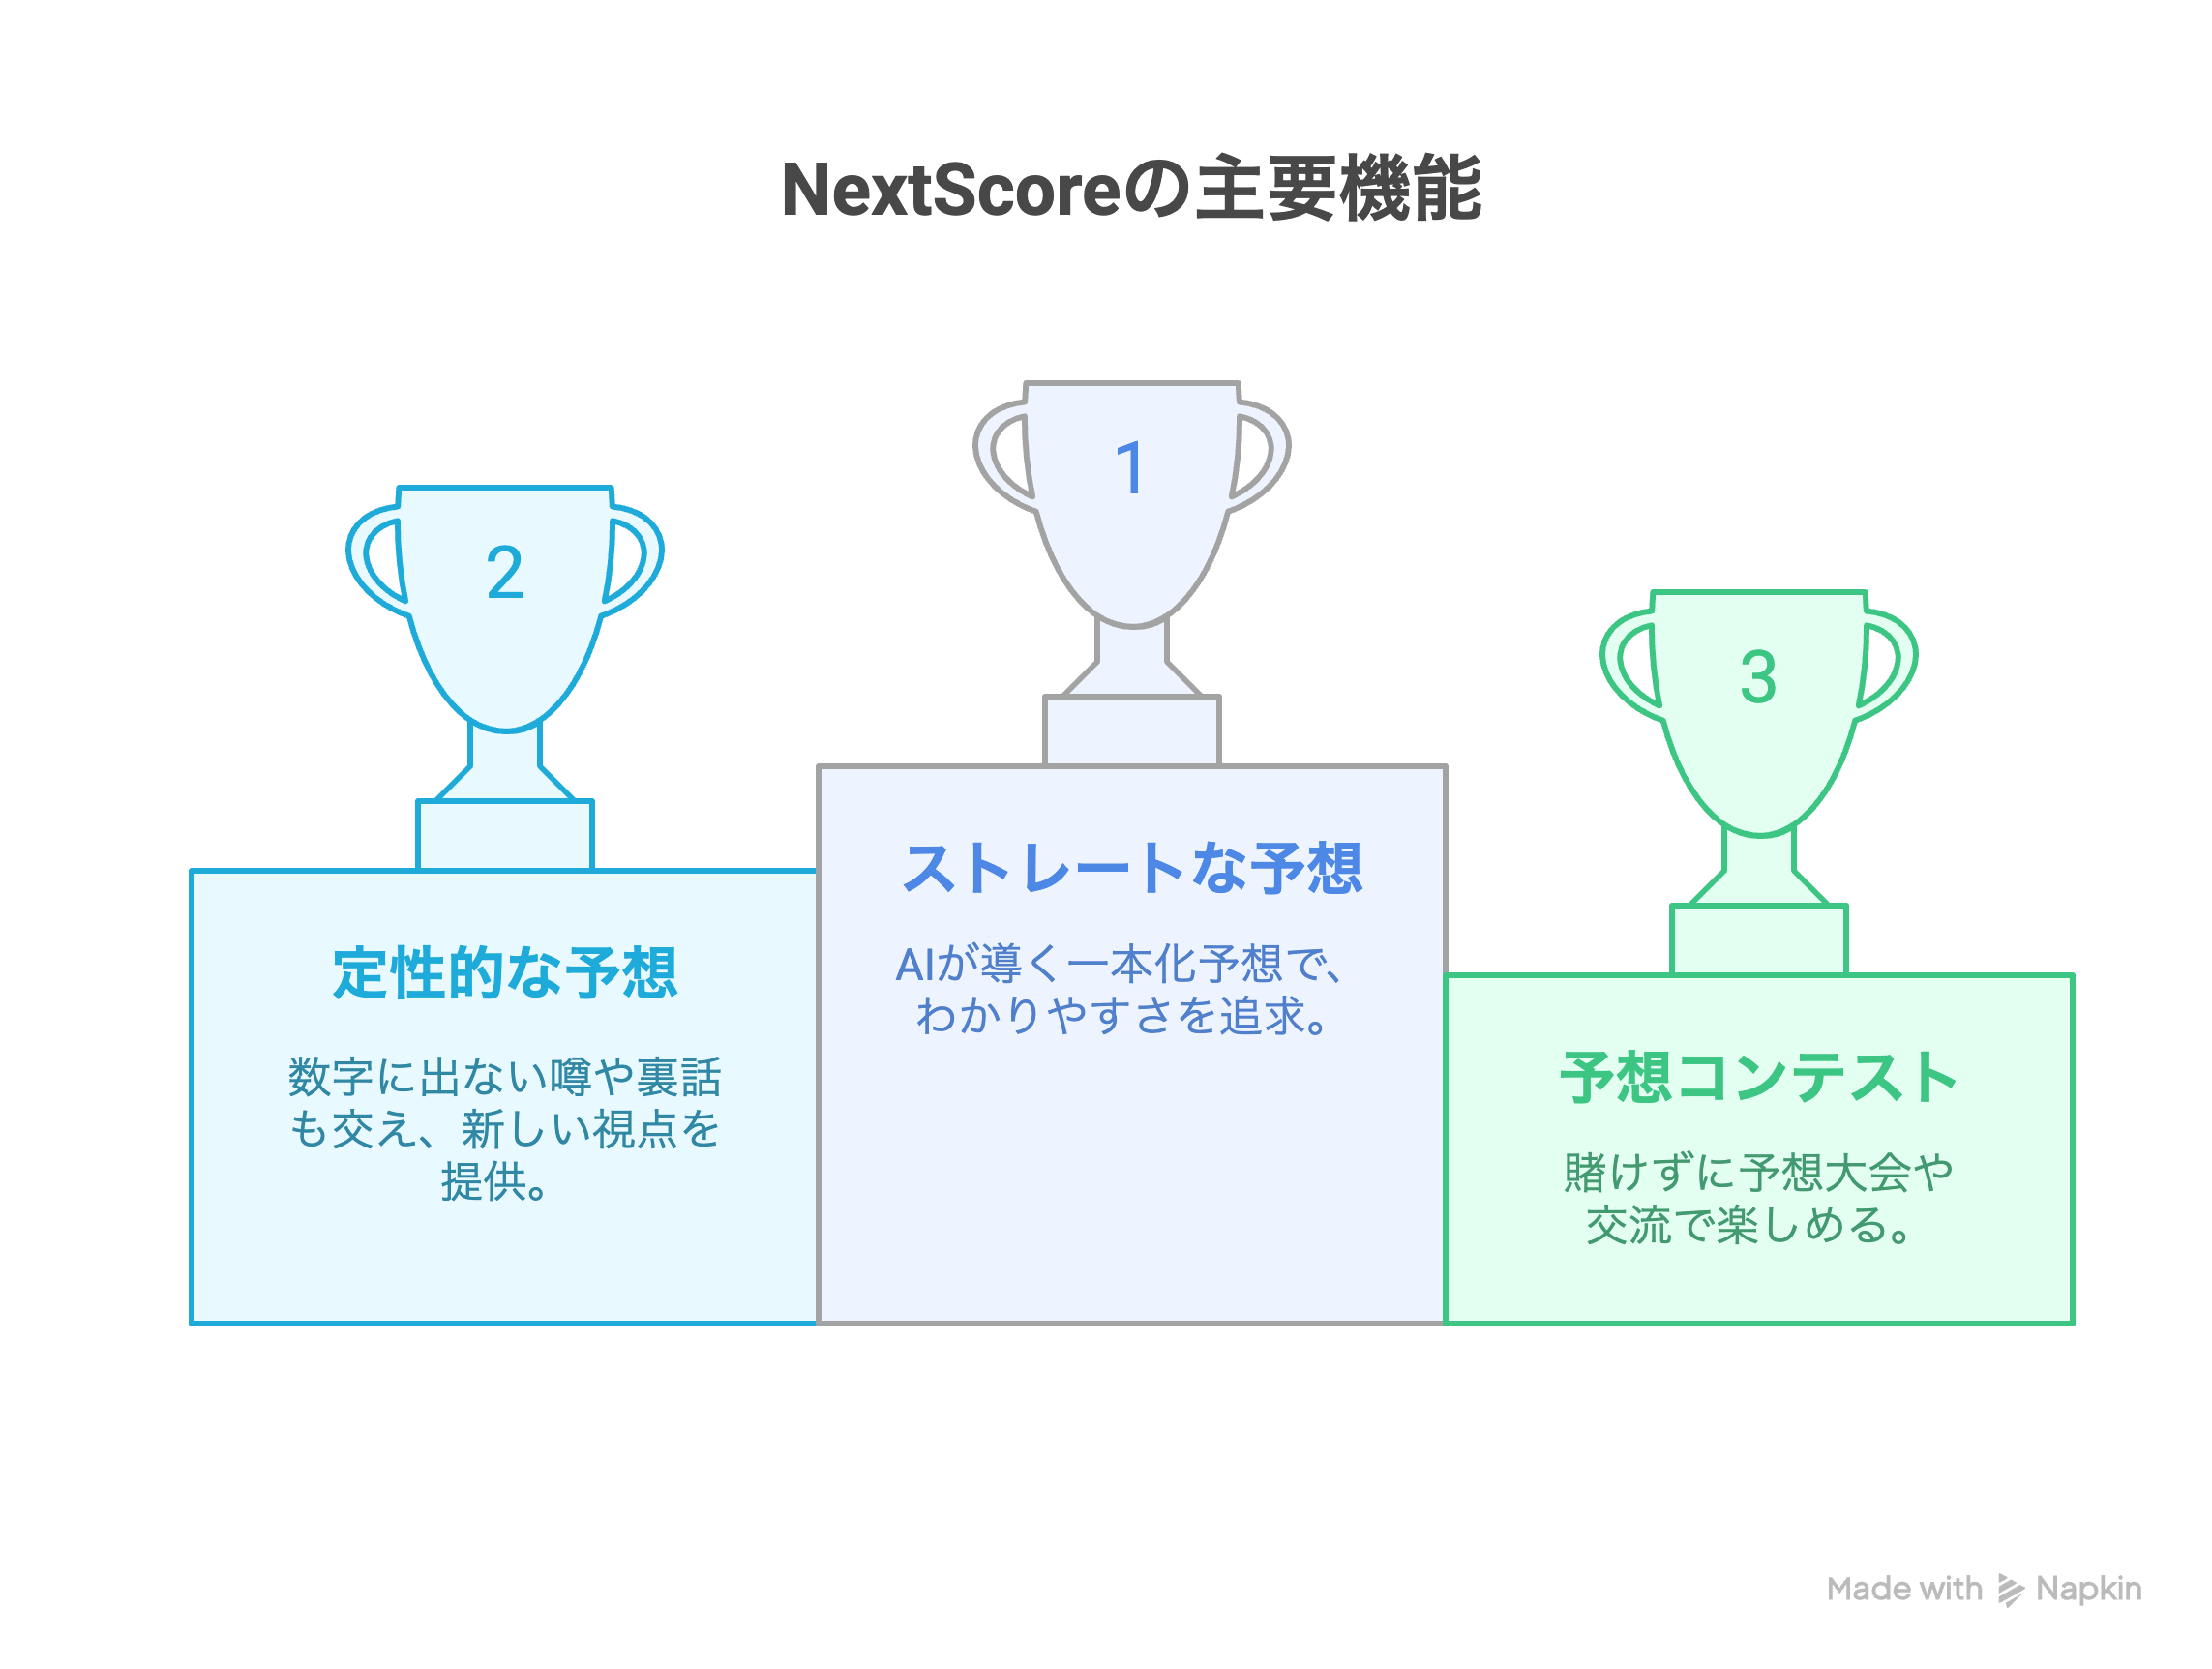 NextScoreの主要機能
2
定性的な予想
数字に出ない噂や裏話
も交え、新しい視点を
提供。
1
ストレートな予想
AIが導く一本化予想で、
わかりやすさを追求。
3
予想コンテスト
賭けずに予想大会や
交流で楽しめる。
Made with Napkin